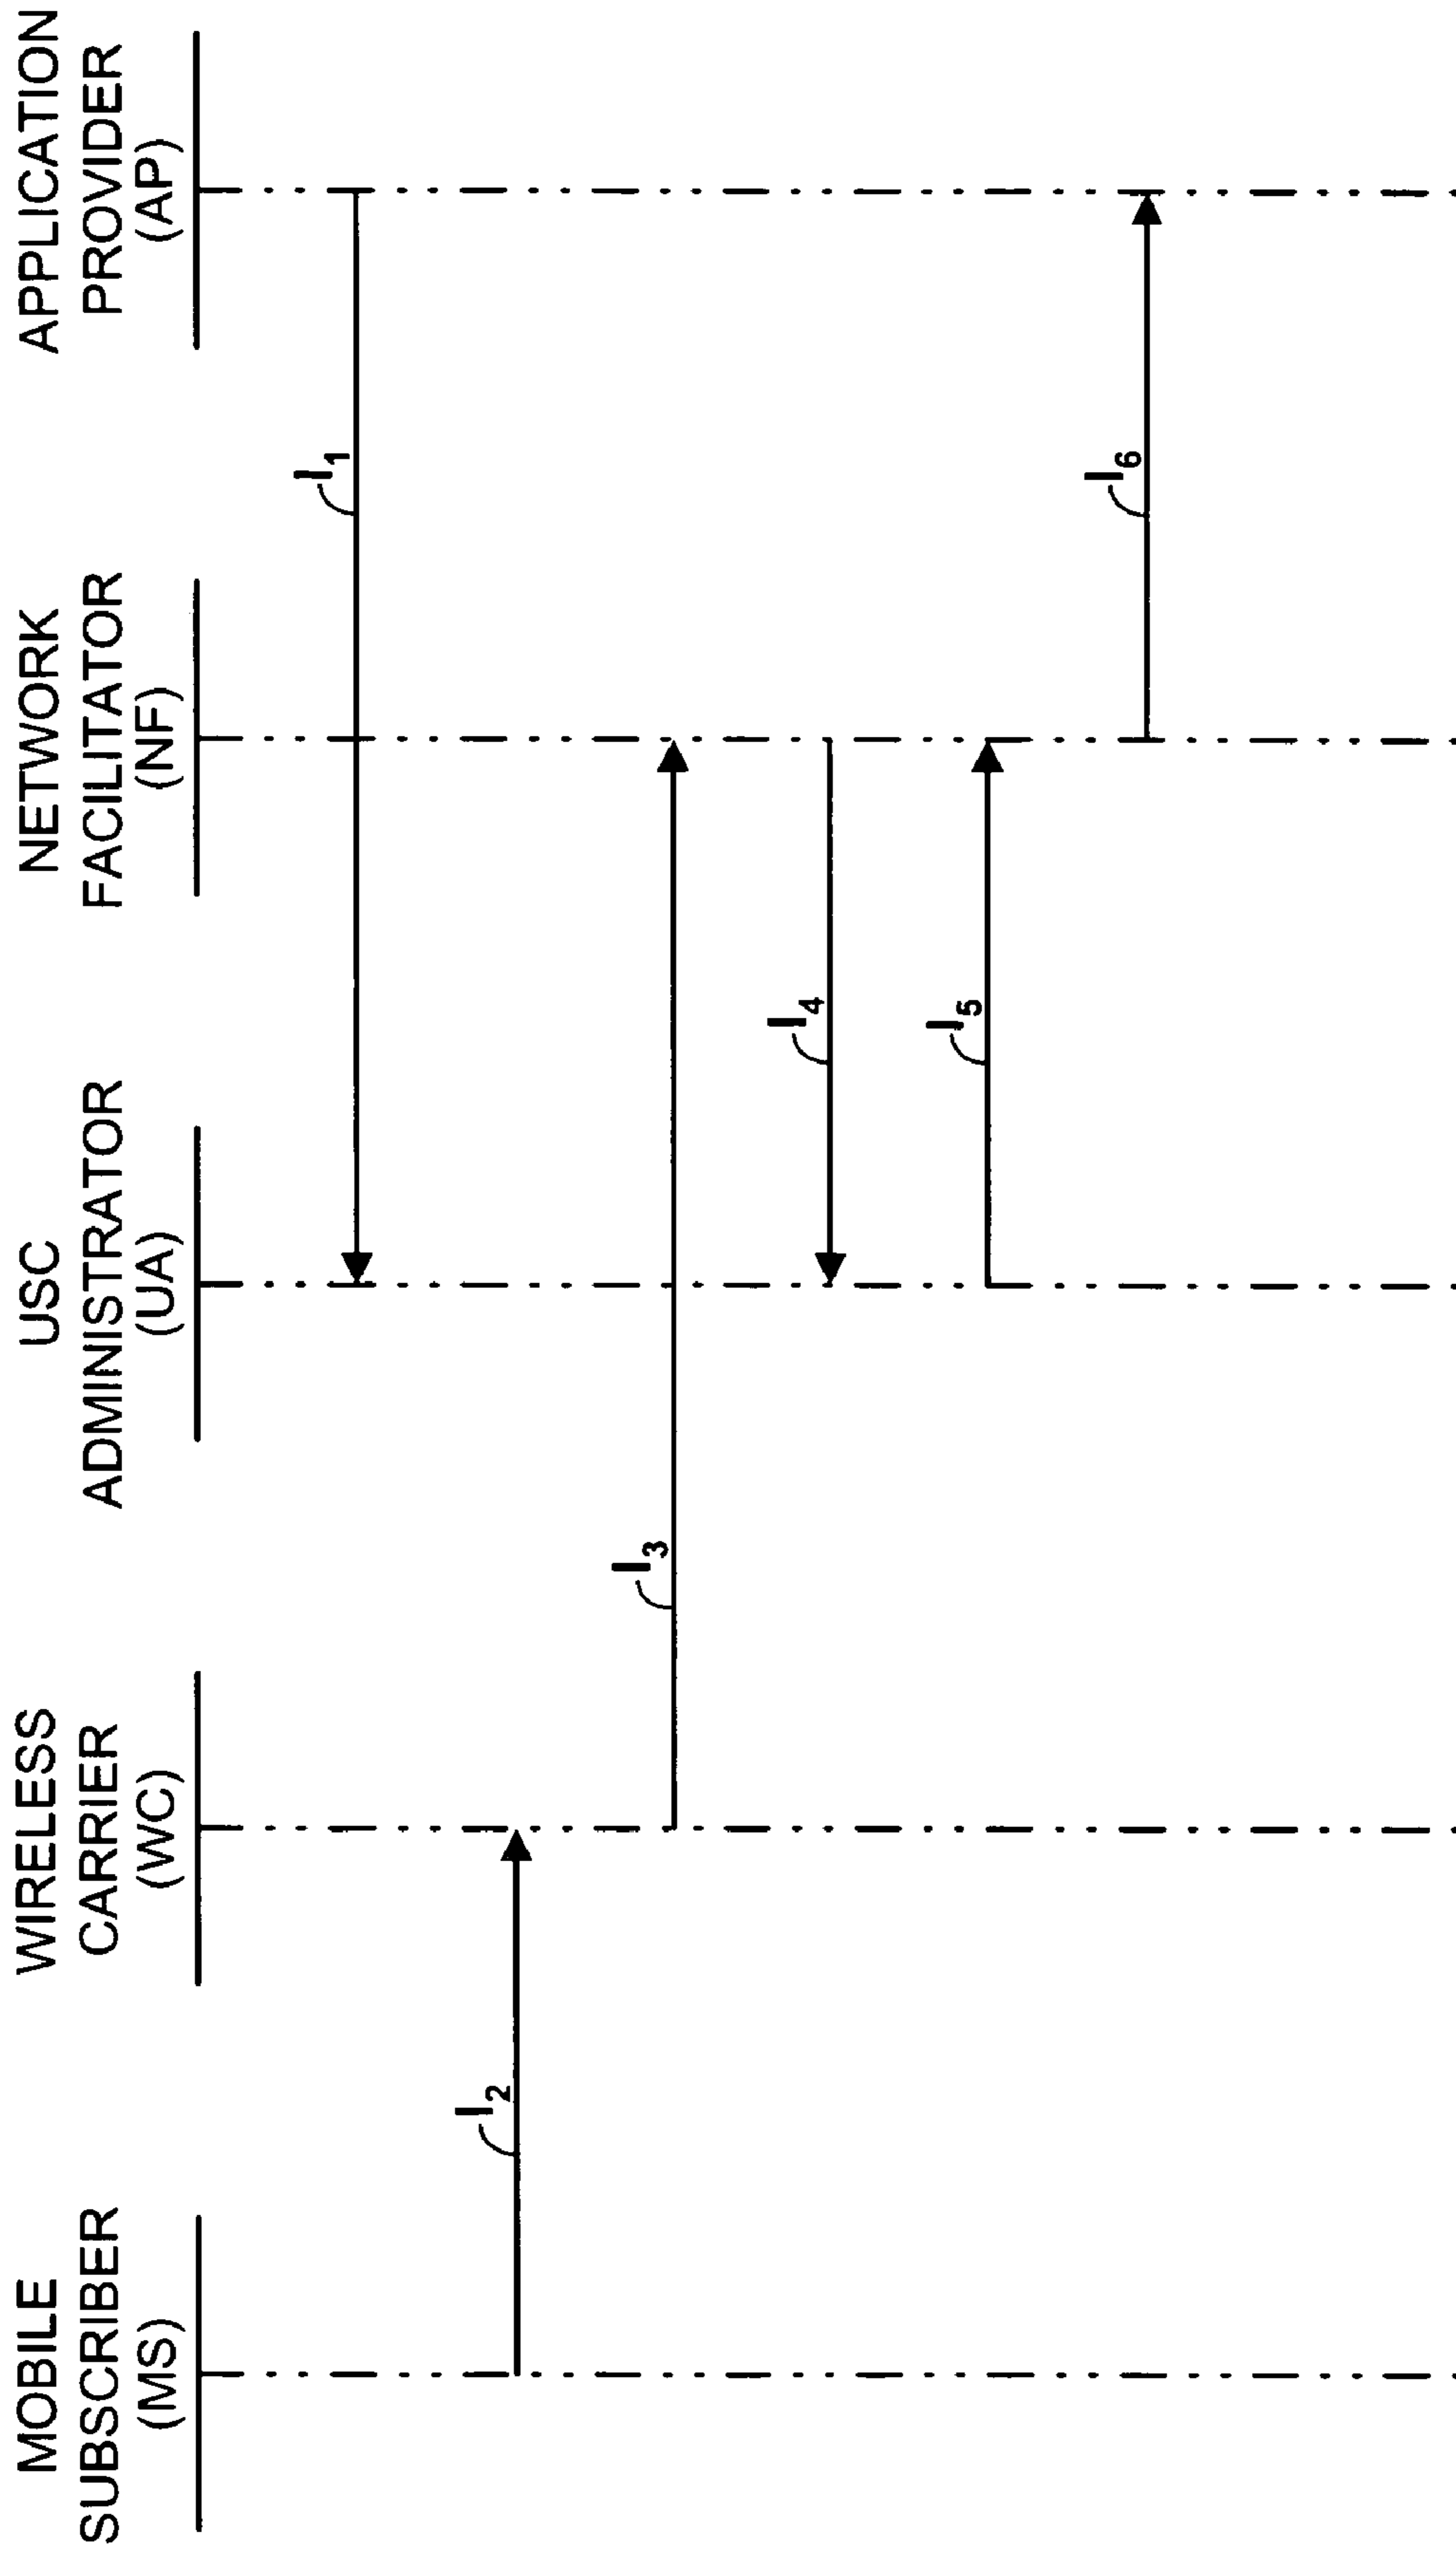 MOBILE
SUBSCRIBER
(MS)
WIRELESS
CARRIER
(WC)
USC
ADMINISTRATOR
(UA)
NETWORK
FACILITATOR
(NF)
APPLICATION
PROVIDER
(AP)
I1
I2
I3
I4
I5
I6